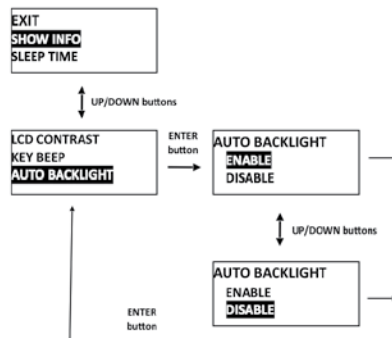 EXIT
SHOW INFO
SLEEP TIME
UP/DOWN buttons
LCD CONTRAST
KEY BEEP
AUTO BACKLIGHT
ENTER
button
AUTO BACKLIGHT
ENABLE
DISABLE
UP/DOWN buttons
AUTO BACKLIGHT
ENABLE
DISABLE
ENTER
button